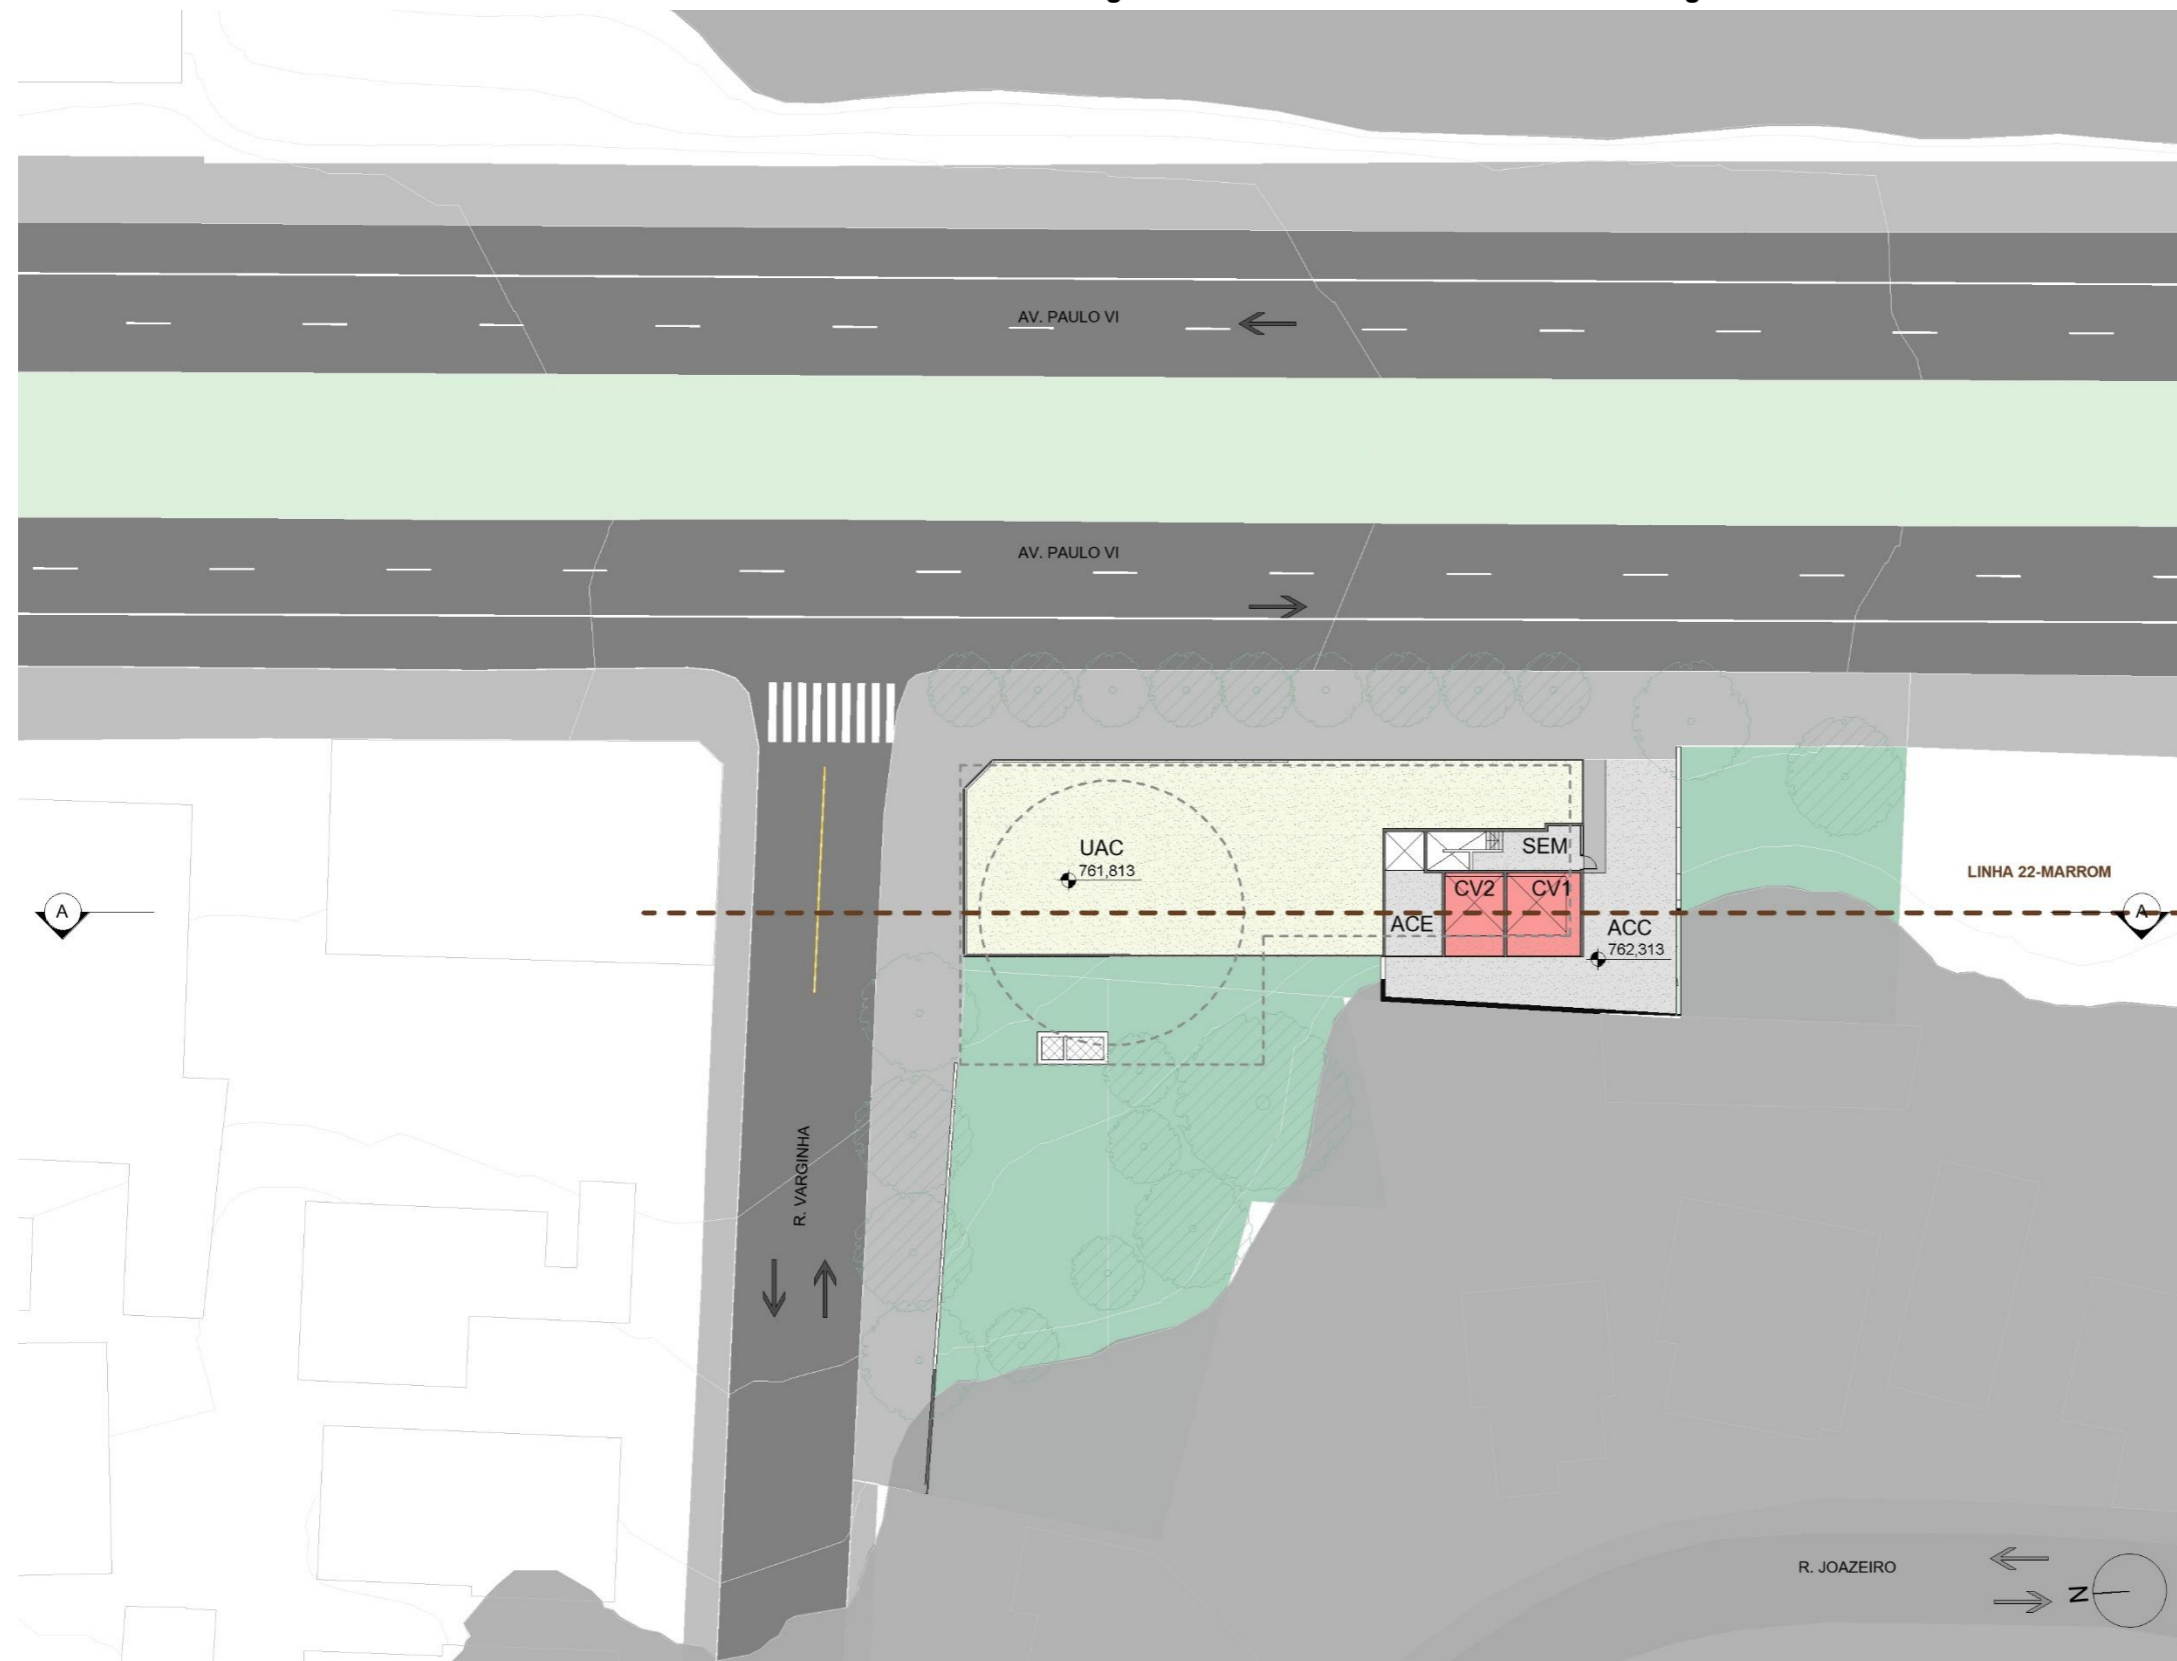 AV. PAULO VI
AV. PAULO VI
UAC
761,813
SEM
CV2
CV1
ACE
ACC
762,313
LINHA 22-MARROM
A
A
R. VARGINHA
R. JOAZEIRO
N